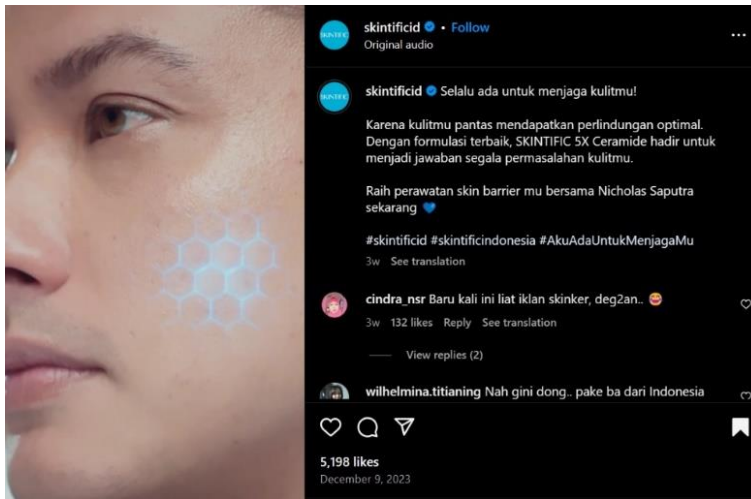 skintificid • Follow
Original audio
SKINTIFIC
SKINTIFIC
skintificid Selalu ada untuk menjaga kulitmu!
Karena kulitmu pantas mendapatkan perlindungan optimal.
Dengan formulasi terbaik, SKINTIFIC 5X Ceramide hadir untuk
menjadi jawaban segala permasalahan kulitmu.
Raih perawatan skin barrier mu bersama Nicholas Saputra
sekarang 💙
#skintificid #skintificindonesia #AkuAdaUntukMenjagaMu
3w See translation
cindra_nsr Baru kali ini liat iklan skinker, deg2an.. 🤩
3w 132 likes Reply See translation
View replies (2)
wilhelmina.titianing Nah gini dong.. pake ba dari Indonesia
5,198 likes
December 9, 2023